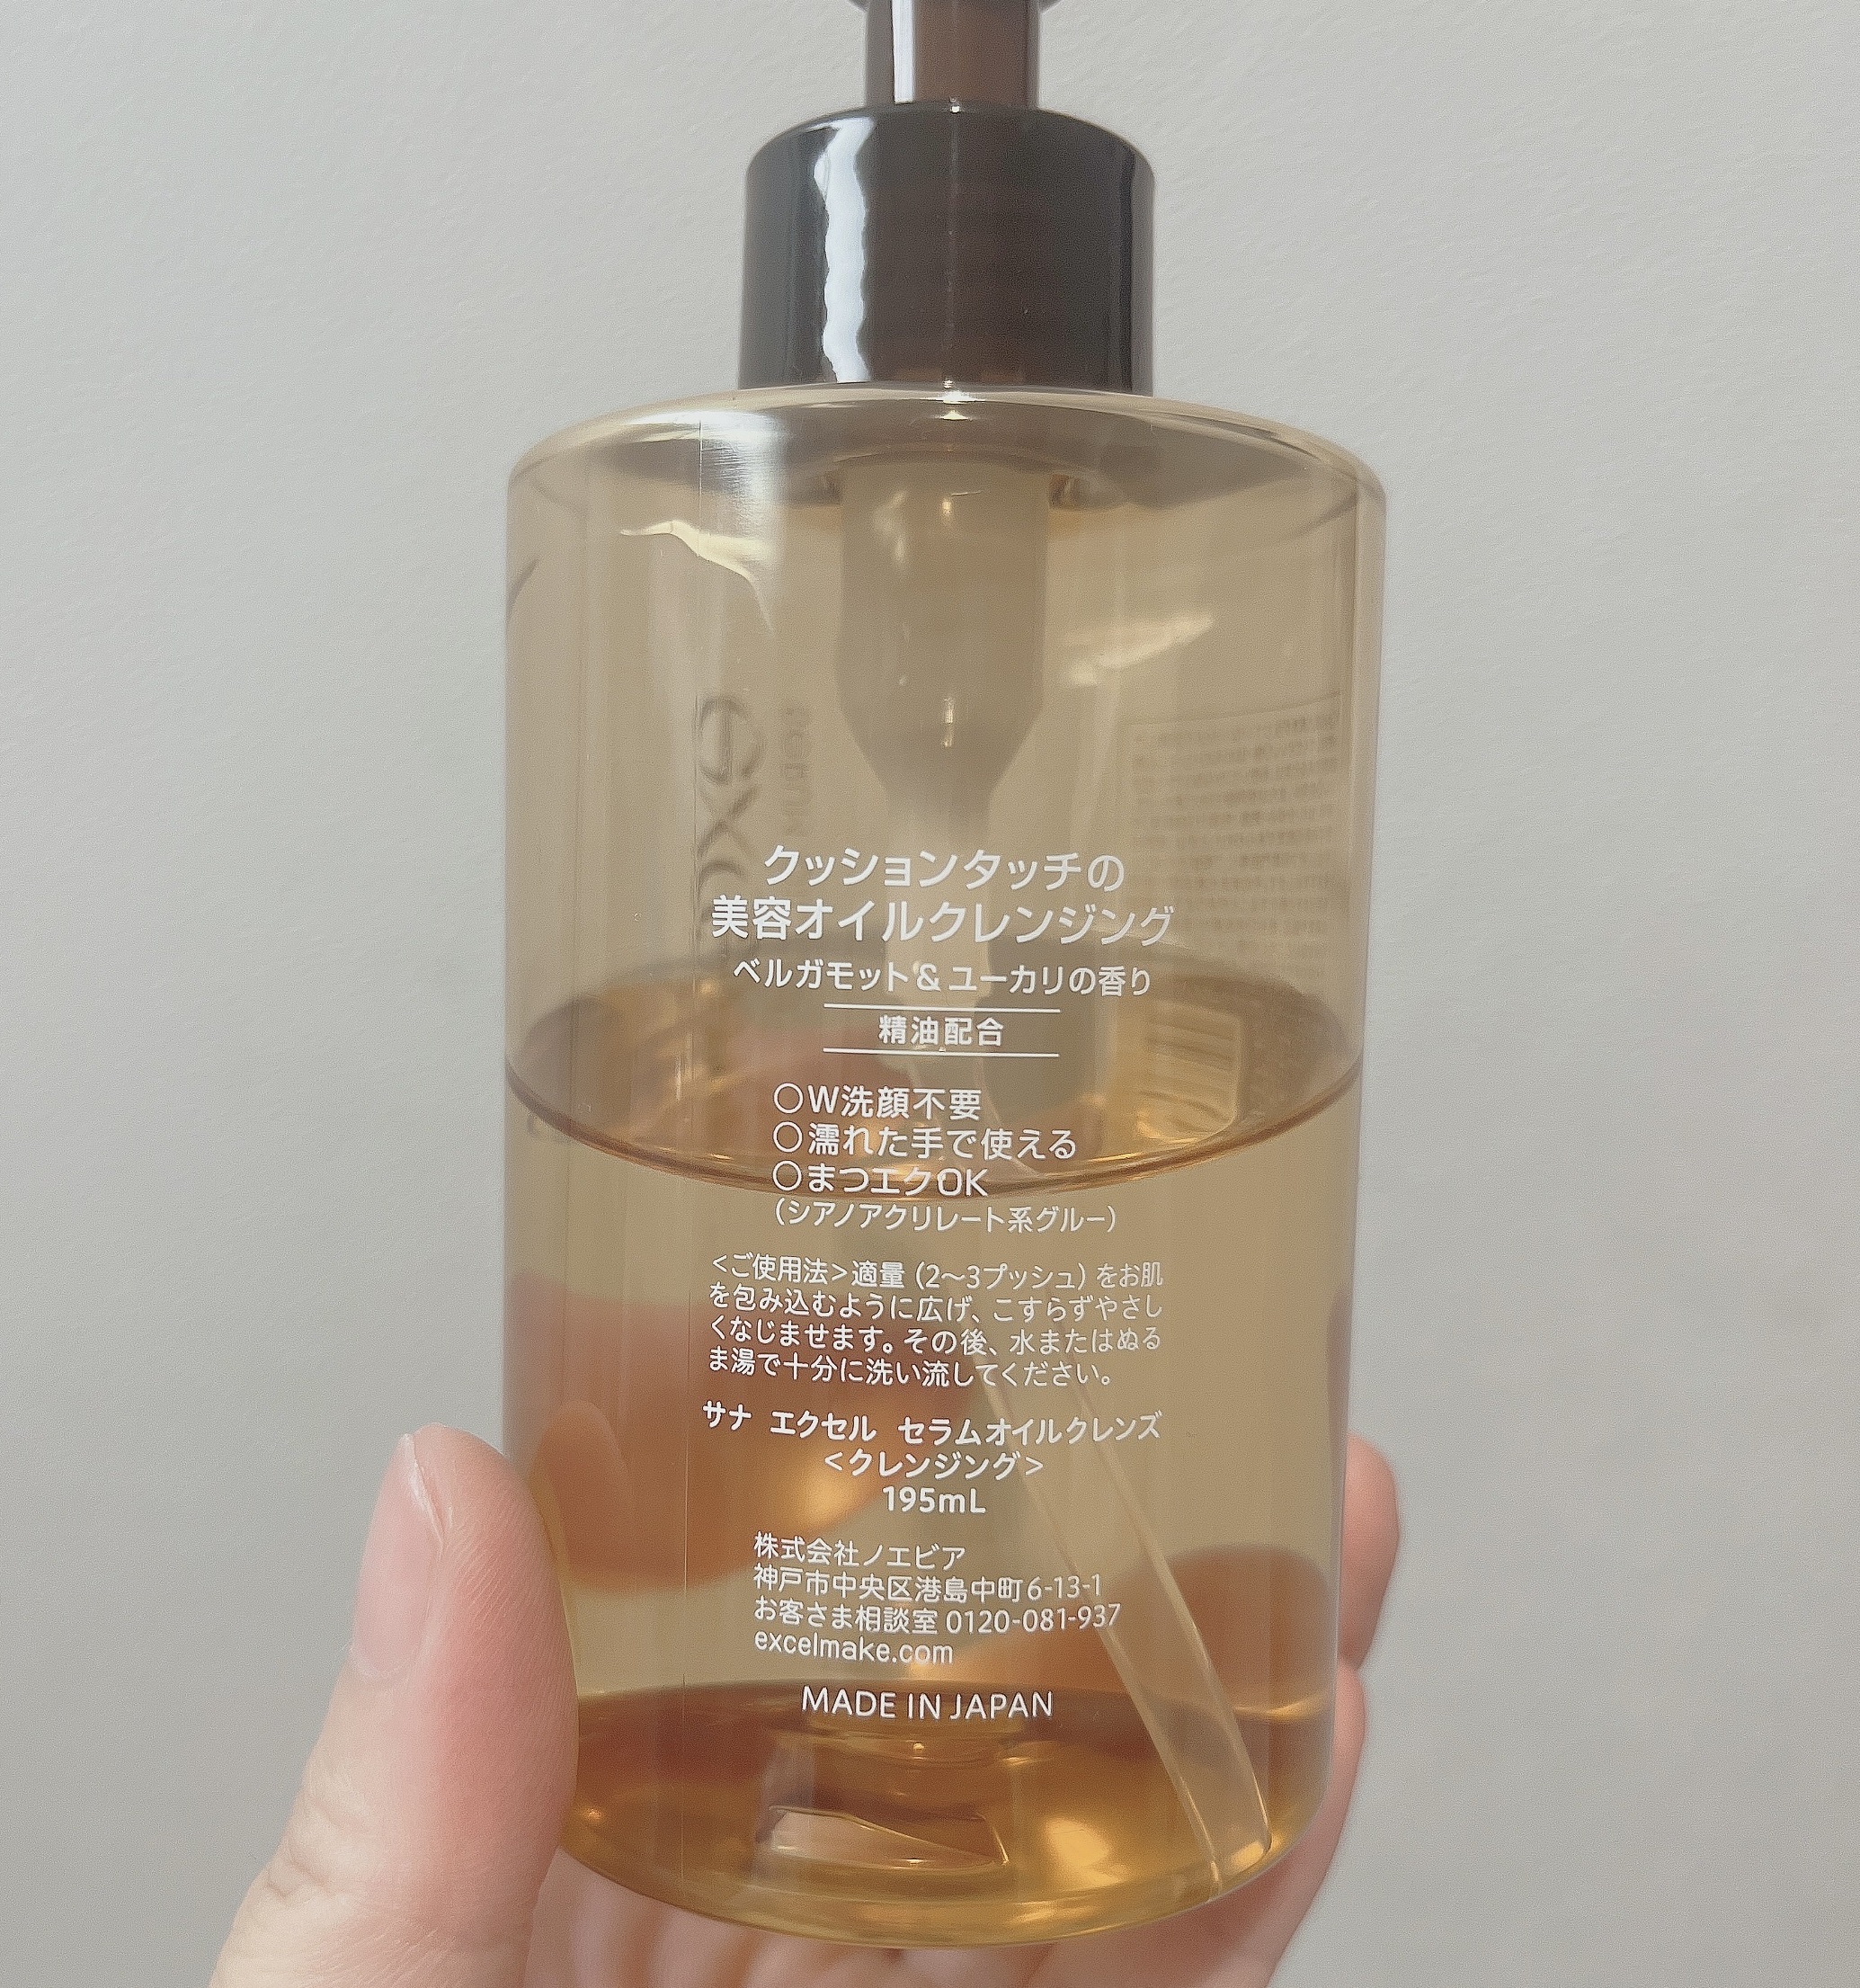 クッションタッチの
美容オイルクレンジング
ベルガモット&ユーカリの香り
精油配合
○W洗顔不要
○濡れた手で使える
○まつエクOK
(シアノアクリレート系グルー)
<ご使用法>適量(2〜3プッシュ)をお肌
を包み込むように広げ、こすらずやさし
くなじませます。その後、水またはぬる
ま湯で十分に洗い流してください。
サナ エクセル セラムオイルクレンズ
<クレンジング>
195mL
株式会社ノエビア
神戸市中央区港島中町6-13-1
お客さま相談室 0120-081-937
excelmake.com
MADE IN JAPAN